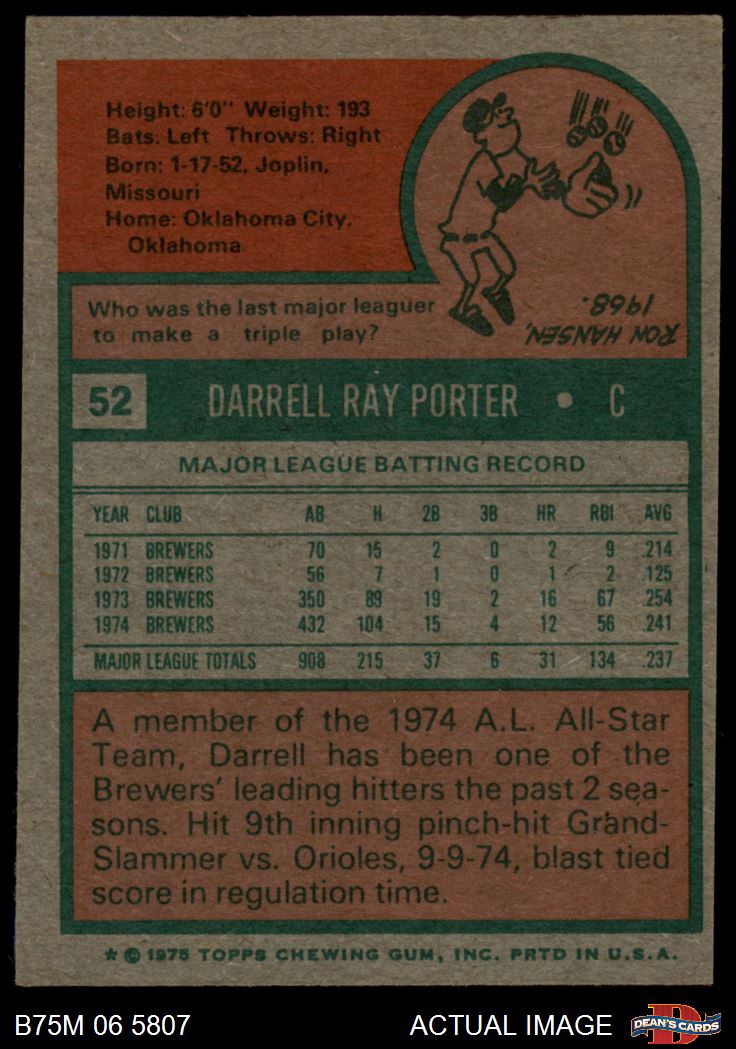 Height: 6'0" Weight: 193
Bats: Left Throws: Right
Born: 1-17-52, Joplin,
Missouri
Home: Oklahoma City,
Oklahoma
Who was the last major leaguer
to make a triple play?
RON HANSEN,
1968.
52 DARRELL RAY PORTER • C
MAJOR LEAGUE BATTING RECORD
YEAR CLUB AB H 2B 3B HR RBI AVG
1971 BREWERS 70 15 2 0 2 9 .214
1972 BREWERS 56 7 1 0 1 2 .125
1973 BREWERS 350 89 19 2 16 67 .254
1974 BREWERS 432 104 15 4 12 56 .241
MAJOR LEAGUE TOTALS 908 215 37 6 31 134 .237
A member of the 1974 A.L. All-Star
Team, Darrell has been one of the
Brewers' leading hitters the past 2 sea-
sons. Hit 9th inning pinch-hit Grand-
Slammer vs. Orioles, 9-9-74, blast tied
score in regulation time.
* © 1975 TOPPS CHEWING GUM, INC. PRTD IN U.S.A.
B75M 06 5807 ACTUAL IMAGE DEAN'S CARDS